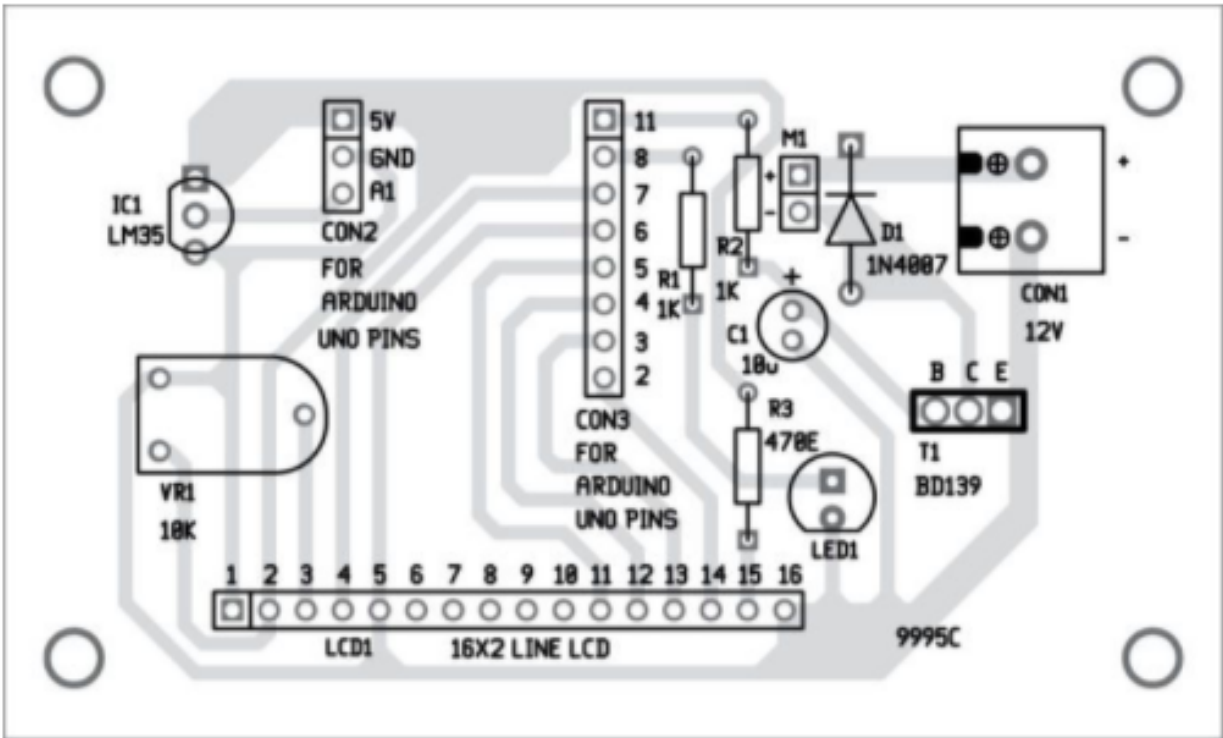 5V
GND
A1
CON2
FOR
ARDUINO
UNO PINS
IC1
LM35
11
8
7
6
5
4
3
2
CON3
FOR
ARDUINO
UNO PINS
R1
1K
R2
1K
M1
+
-
D1
1N4007
+
-
CON1
12V
+
C1
10u
R3
470E
B C E
T1
BD139
LED1
VR1
10K
1 2 3 4 5 6 7 8 9 10 11 12 13 14 15 16
LCD1
16X2 LINE LCD
9995C